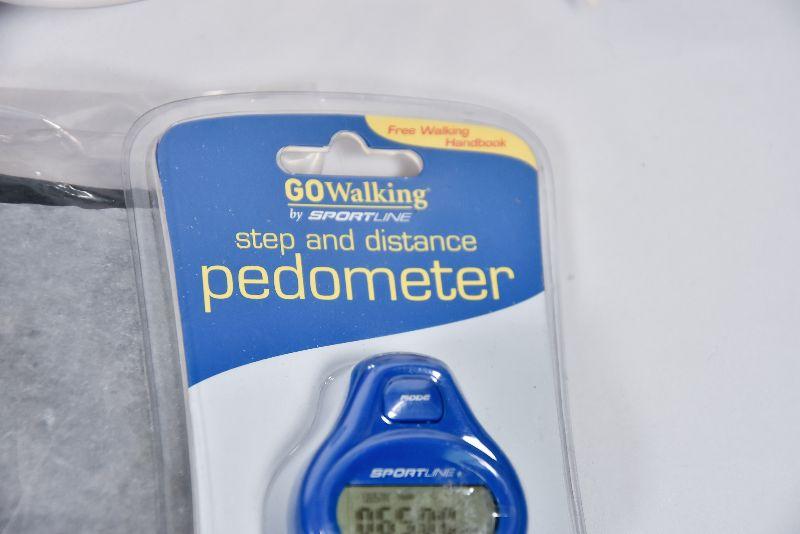 Free Walking
Handbook
GOWalking
by SPORTLINE
step and distance
pedometer
MODE
SPORTLINE